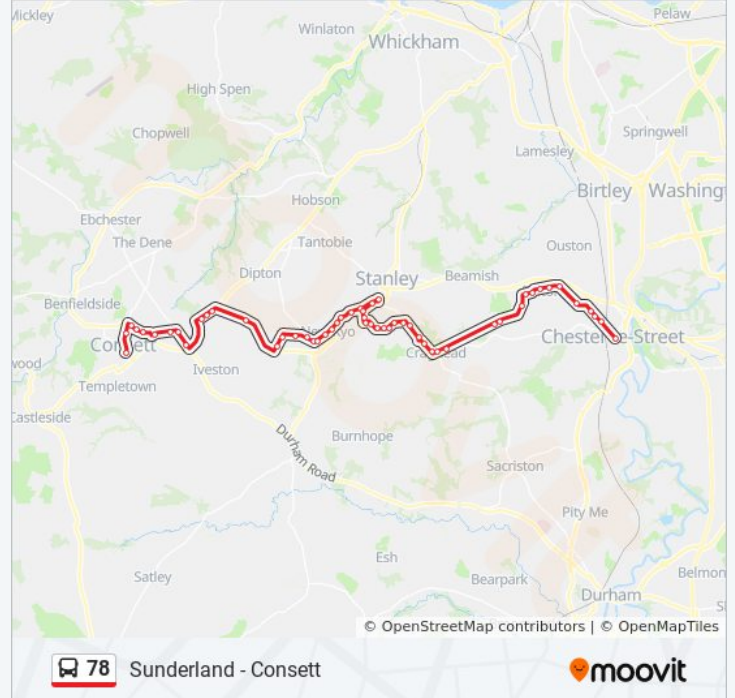 Mickley
Pelaw
Winlaton
Whickham
High Spen
Chopwell
Springwell
Lamesley
Birtley
Washing
Hobson
Ebchester
The Dene
Tantobie
Ouston
Dipton
Stanley
Beamish
Benfieldside
Chester-le-Street
Consett
Iveston
Templetown
Castleside
Burnhope
Durham Road
Sacriston
Pity Me
Esh
Satley
Bearpark
Belmon
Durham
© OpenStreetMap contributors | © OpenMapTiles
78 Sunderland - Consett
moovit